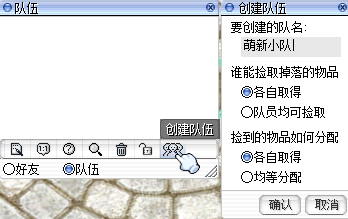 队伍
创建队伍
好友
队伍
创建队伍
要创建的队名:
萌新小队
谁能捡取掉落的物品
各自取得
队员均可捡取
捡到的物品如何分配
各自取得
均等分配
确认
取消